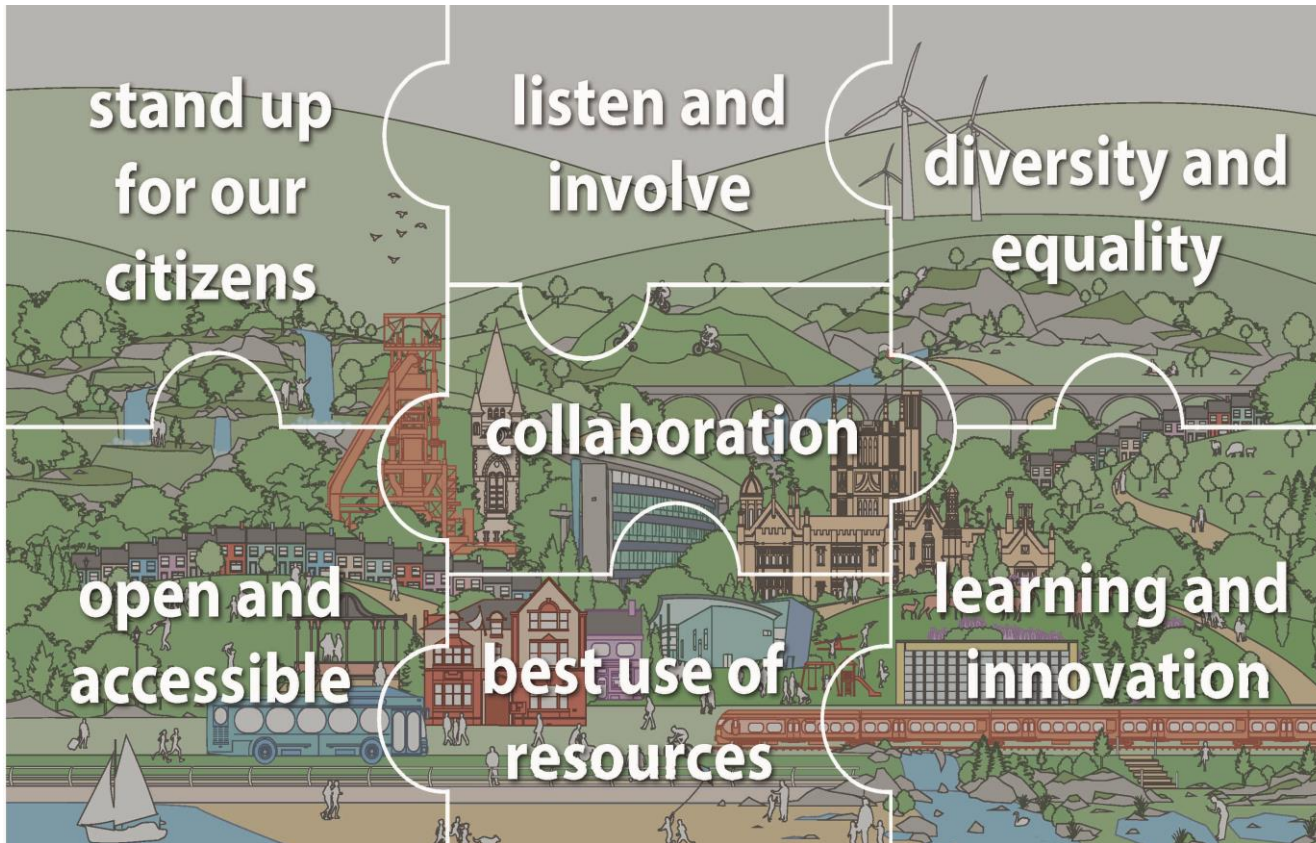 stand up
for our
citizens
listen and
involve
diversity and
equality
collaboration
open and
accessible
best use of
resources
learning and
innovation